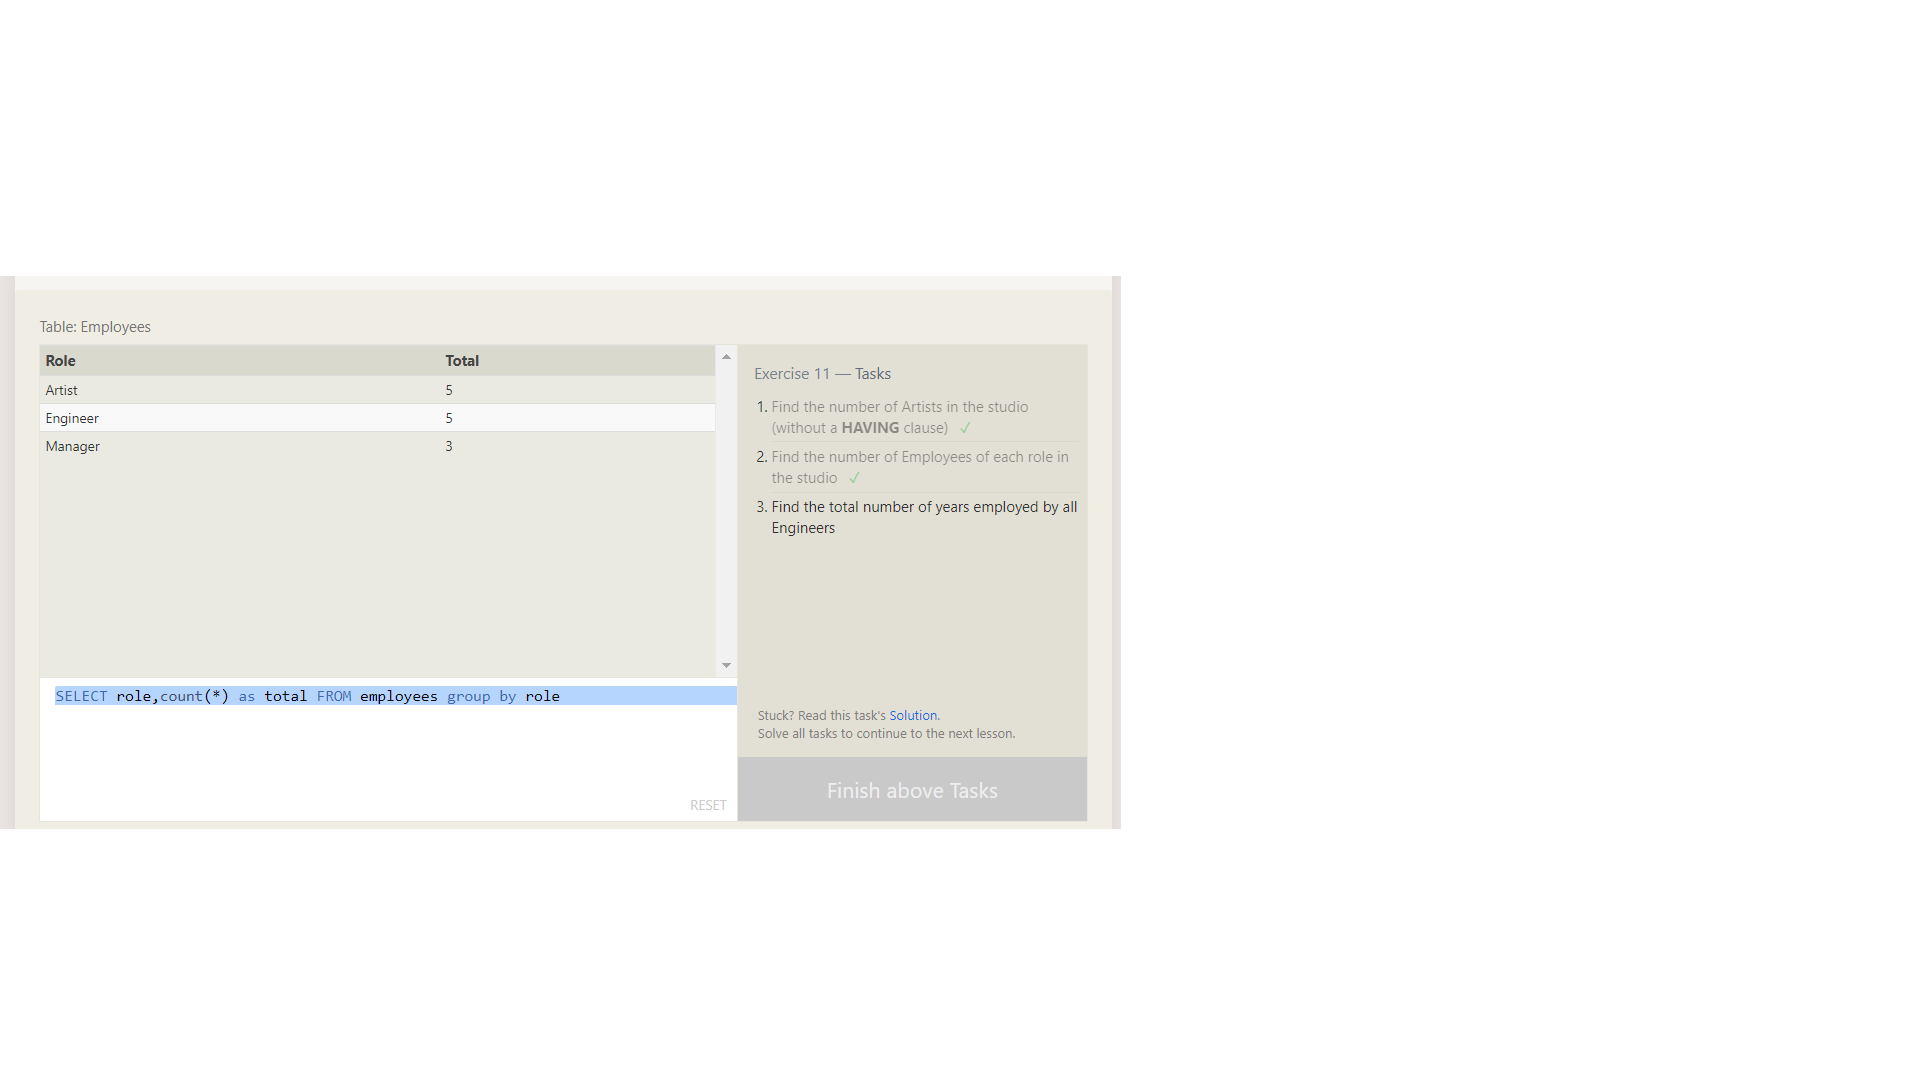 Table: Employees
Role Total
Artist 5
Engineer 5
Manager 3
SELECT role,count(*) as total FROM employees group by role
RESET
Exercise 11 — Tasks
1. Find the number of Artists in the studio
(without a HAVING clause) ✓
2. Find the number of Employees of each role in
the studio ✓
3. Find the total number of years employed by all
Engineers
Stuck? Read this task's Solution.
Solve all tasks to continue to the next lesson.
Finish above Tasks